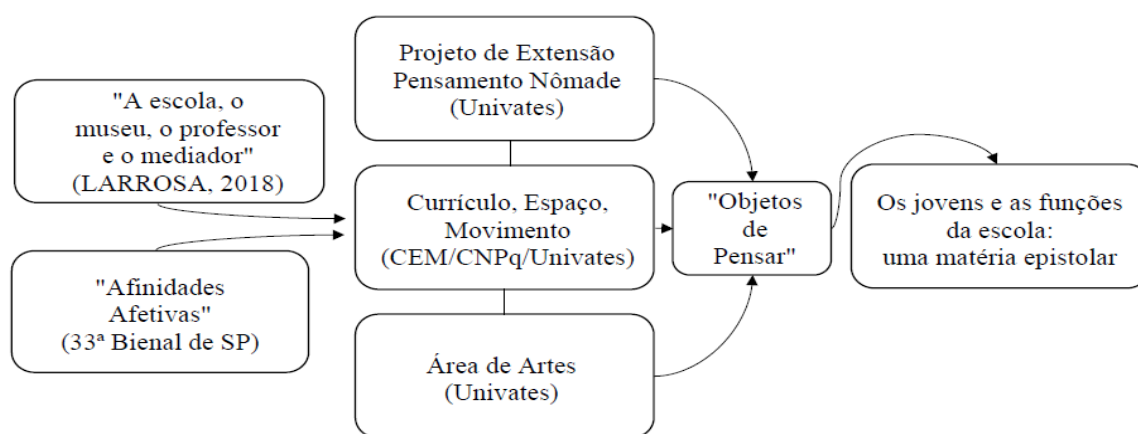 "A escola, o
museu, o professor
e o mediador"
(LARROSA, 2018)
"Afinidades
Afetivas"
(33ª Bienal de SP)
Projeto de Extensão
Pensamento Nômade
(Univates)
Currículo, Espaço,
Movimento
(CEM/CNPq/Univates)
Área de Artes
(Univates)
"Objetos
de
Pensar"
Os jovens e as funções
da escola:
uma matéria epistolar